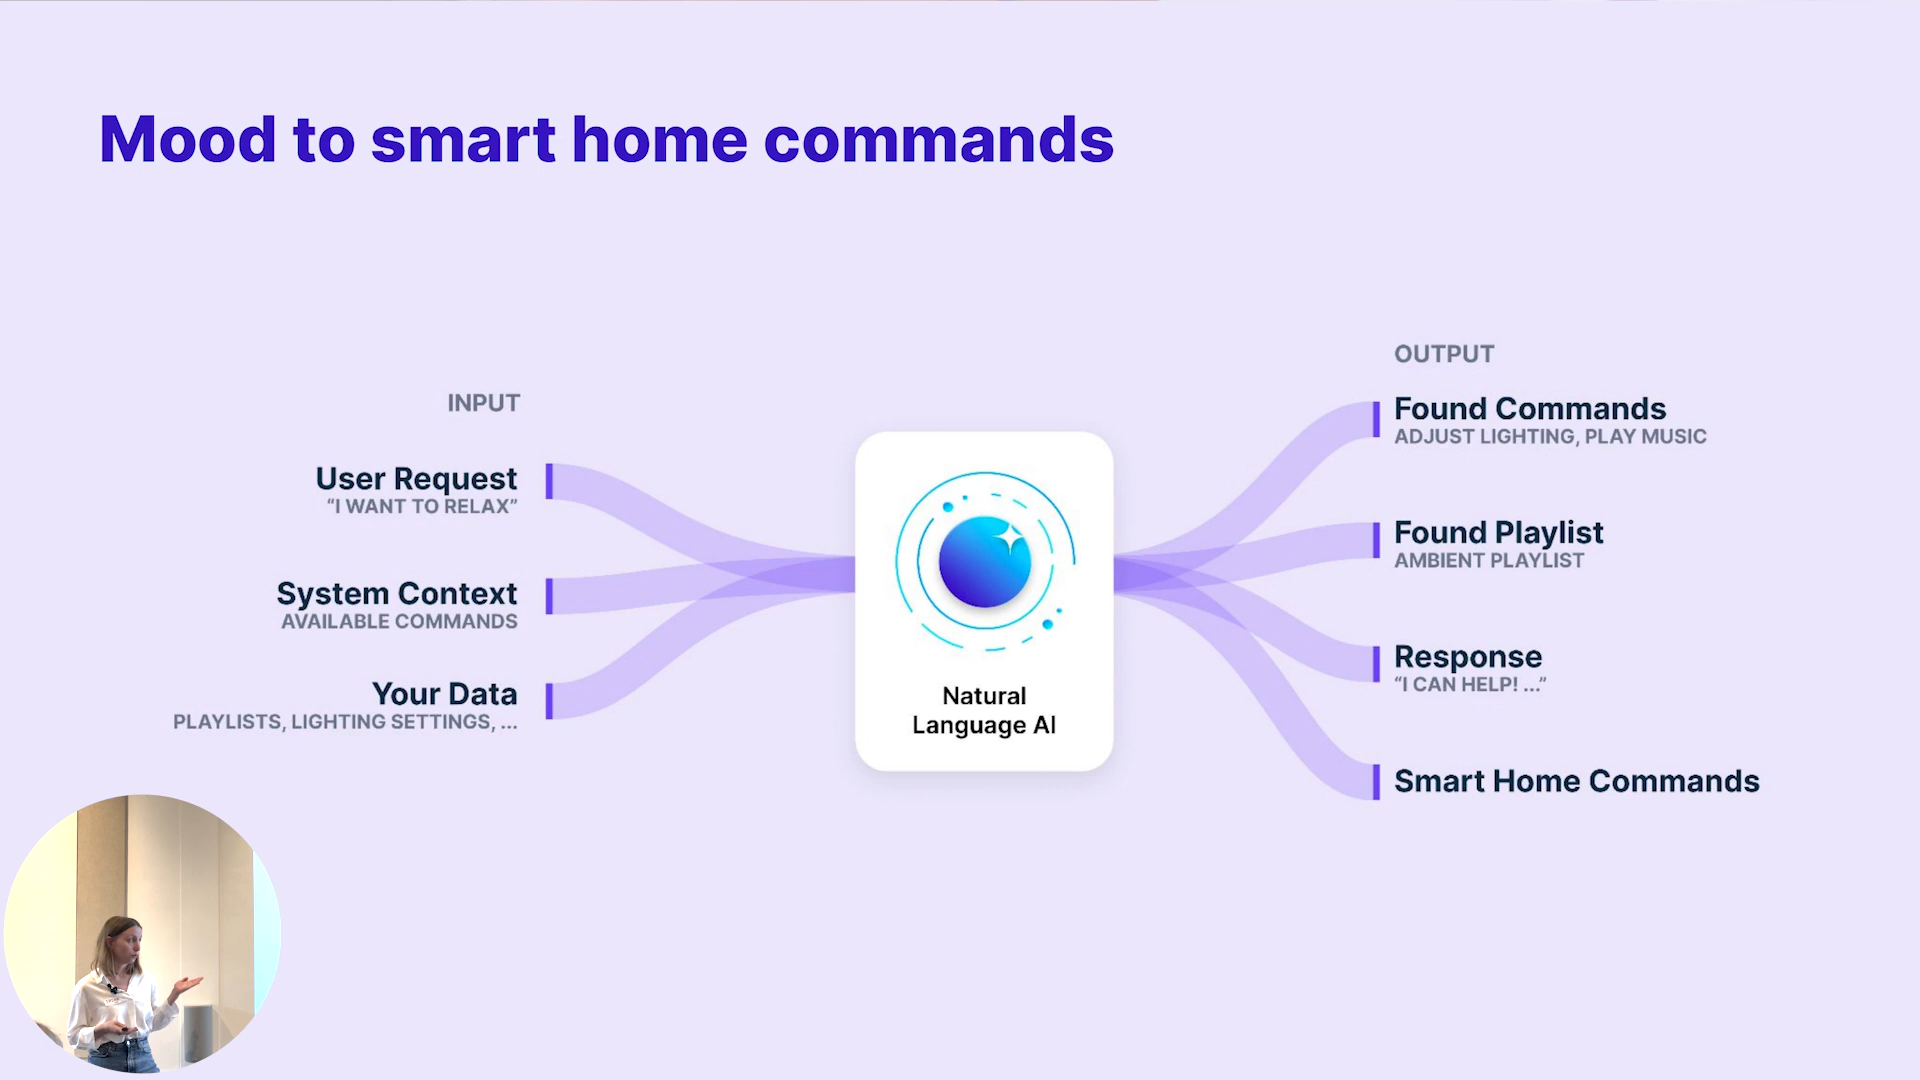 Mood to smart home commands
INPUT
User Request
“I WANT TO RELAX”
System Context
AVAILABLE COMMANDS
Your Data
PLAYLISTS, LIGHTING SETTINGS, ...
Natural
Language AI
OUTPUT
Found Commands
ADJUST LIGHTING, PLAY MUSIC
Found Playlist
AMBIENT PLAYLIST
Response
“I CAN HELP! ...”
Smart Home Commands